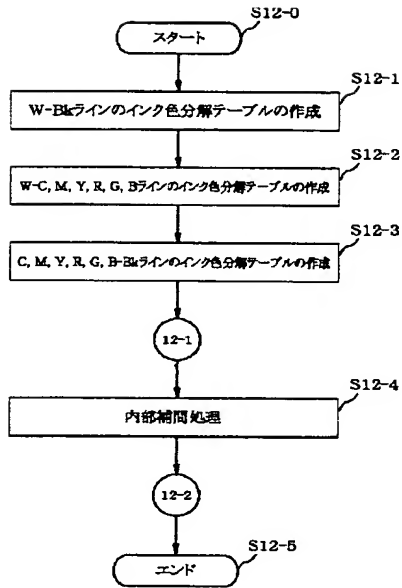 S12-0
スタート
S12-1
W-Bkラインのインク色分解テーブルの作成
S12-2
W-C, M, Y, R, G, Bラインのインク色分解テーブルの作成
S12-3
C, M, Y, R, G, B-Bkラインのインク色分解テーブルの作成
12-1
S12-4
内部補間処理
12-2
S12-5
エンド